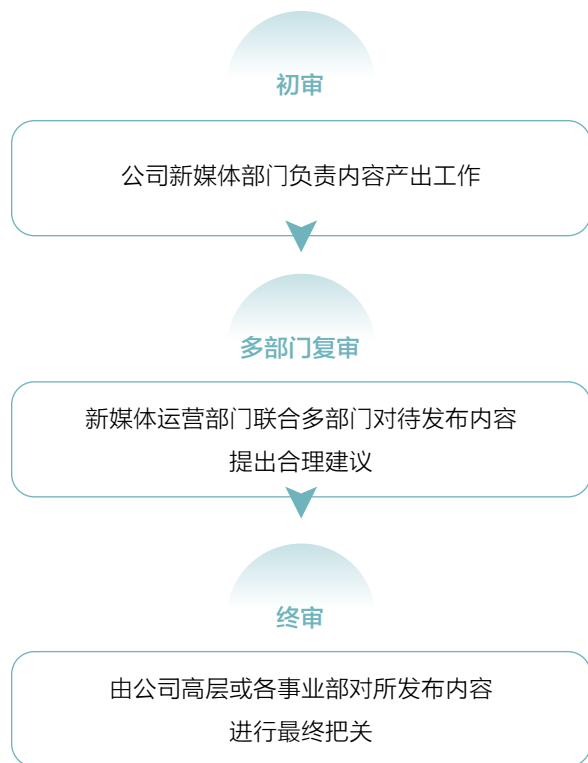 初审
公司新媒体部门负责内容产出工作
多部门复审
新媒体运营部门联合多部门对待发布内容
提出合理建议
终审
由公司高层或各事业部对所发布内容
进行最终把关